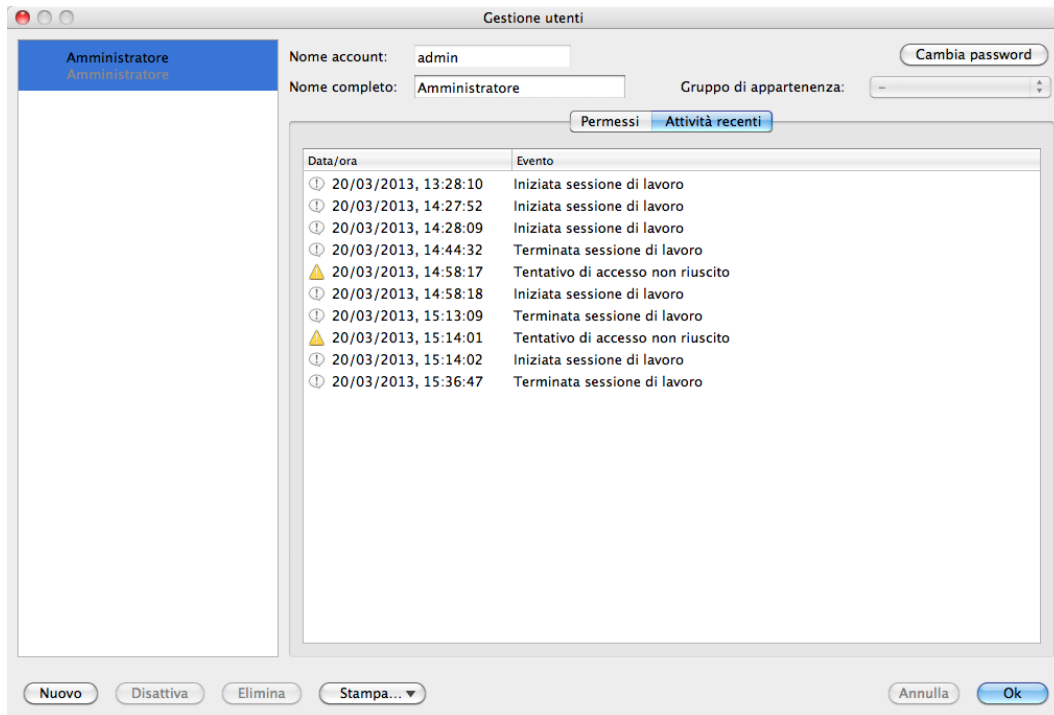 Gestione utenti
Amministratore
Amministratore
Nome account: admin Cambia password
Nome completo: Amministratore Gruppo di appartenenza: –
Permessi Attività recenti
Data/ora Evento
20/03/2013, 13:28:10 Iniziata sessione di lavoro
20/03/2013, 14:27:52 Iniziata sessione di lavoro
20/03/2013, 14:28:09 Iniziata sessione di lavoro
20/03/2013, 14:44:32 Terminata sessione di lavoro
20/03/2013, 14:58:17 Tentativo di accesso non riuscito
20/03/2013, 14:58:18 Iniziata sessione di lavoro
20/03/2013, 15:13:09 Terminata sessione di lavoro
20/03/2013, 15:14:01 Tentativo di accesso non riuscito
20/03/2013, 15:14:02 Iniziata sessione di lavoro
20/03/2013, 15:36:47 Terminata sessione di lavoro
Nuovo Disattiva Elimina Stampa... Annulla Ok